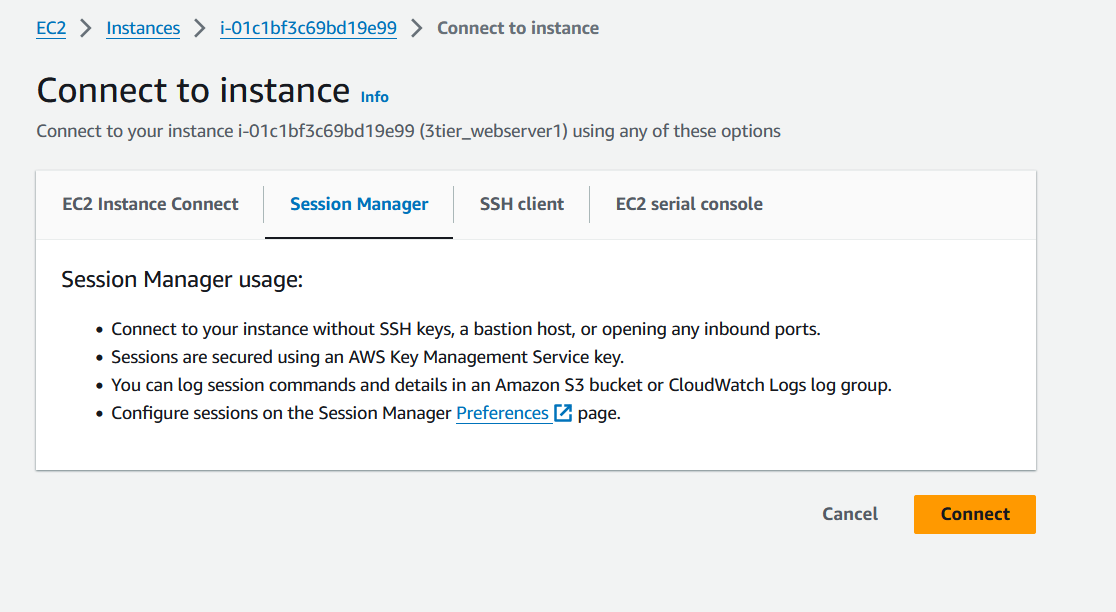 EC2 > Instances > i-01c1bf3c69bd19e99 > Connect to instance
Connect to instance Info
Connect to your instance i-01c1bf3c69bd19e99 (3tier_webserver1) using any of these options
EC2 Instance Connect Session Manager SSH client EC2 serial console
Session Manager usage:
• Connect to your instance without SSH keys, a bastion host, or opening any inbound ports.
• Sessions are secured using an AWS Key Management Service key.
• You can log session commands and details in an Amazon S3 bucket or CloudWatch Logs log group.
• Configure sessions on the Session Manager Preferences page.
Cancel Connect